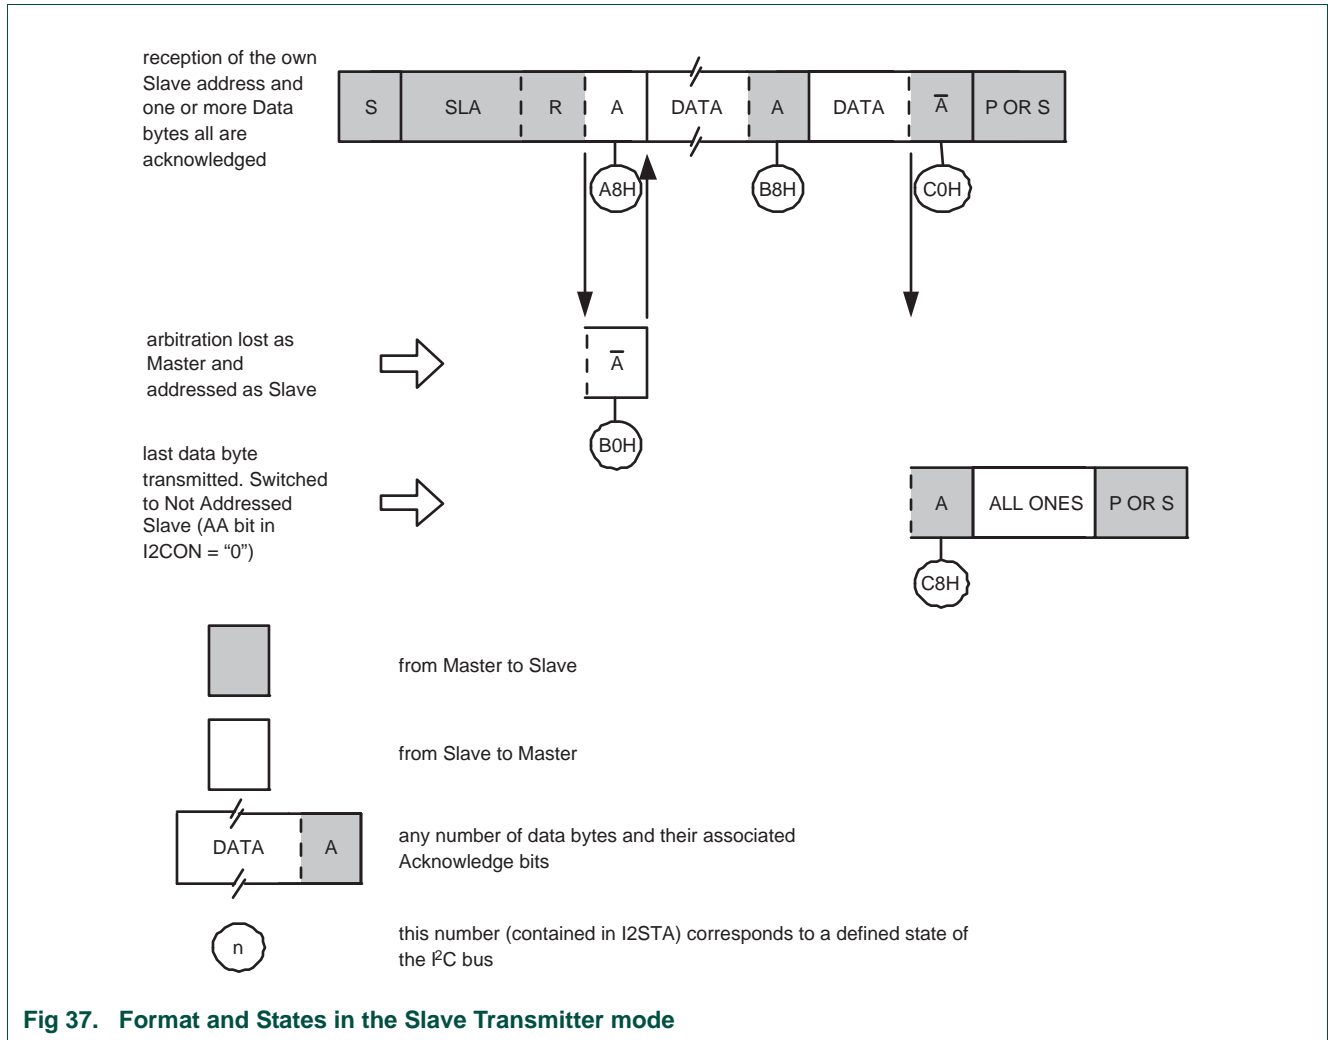 reception of the own
Slave address and
one or more Data
bytes all are
acknowledged
S SLA R A DATA A DATA A̅ P OR S
A8H B8H C0H
arbitration lost as
Master and
addressed as Slave
A̅
B0H
last data byte
transmitted. Switched
to Not Addressed
Slave (AA bit in
I2CON = “0”)
A ALL ONES P OR S
C8H
from Master to Slave
from Slave to Master
DATA A
any number of data bytes and their associated
Acknowledge bits
n
this number (contained in I2STA) corresponds to a defined state of
the I²C bus
Fig 37. Format and States in the Slave Transmitter mode